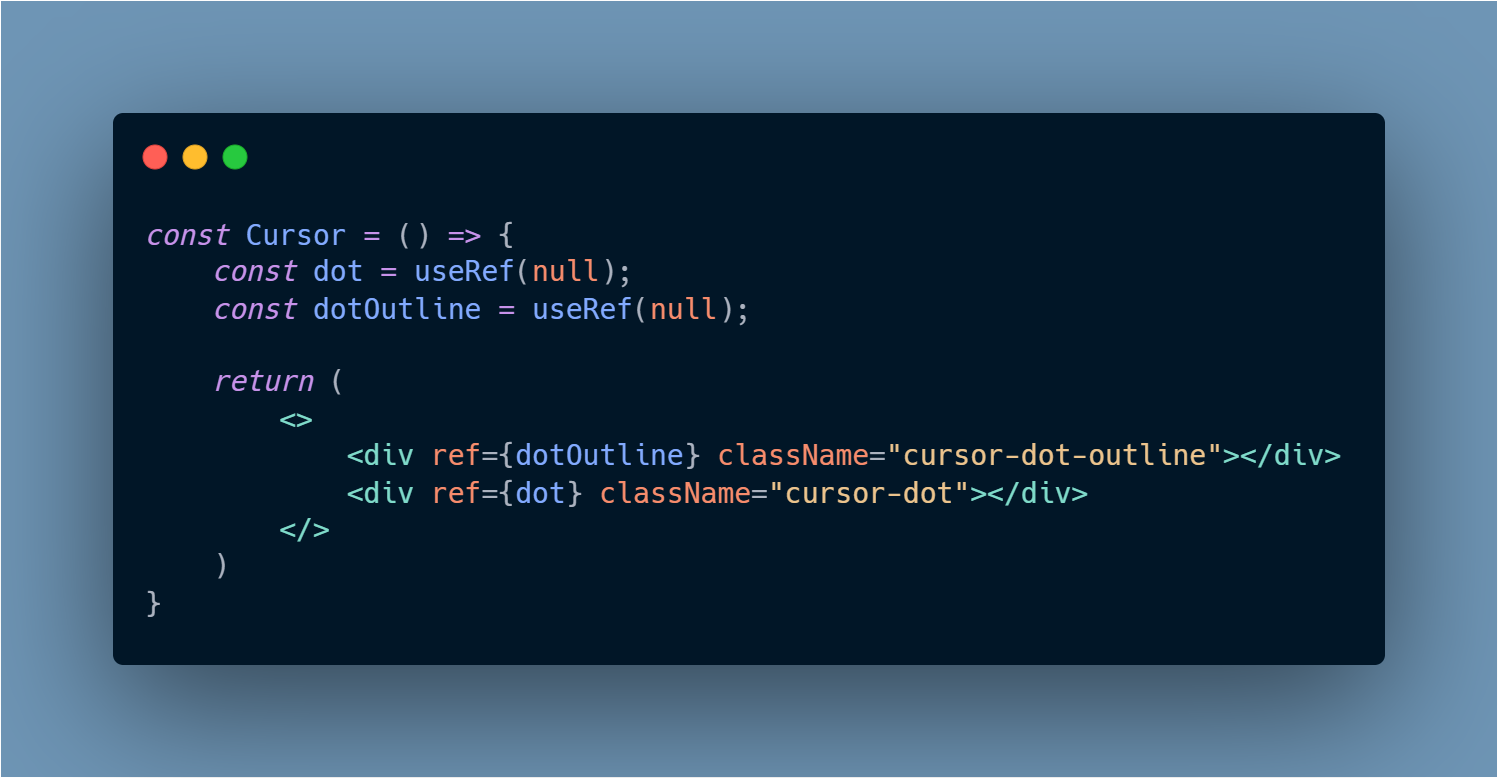 const Cursor = () => {
    const dot = useRef(null);
    const dotOutline = useRef(null);

    return (
        <>
            <div ref={dotOutline} className="cursor-dot-outline"></div>
            <div ref={dot} className="cursor-dot"></div>
        </>
    )
}